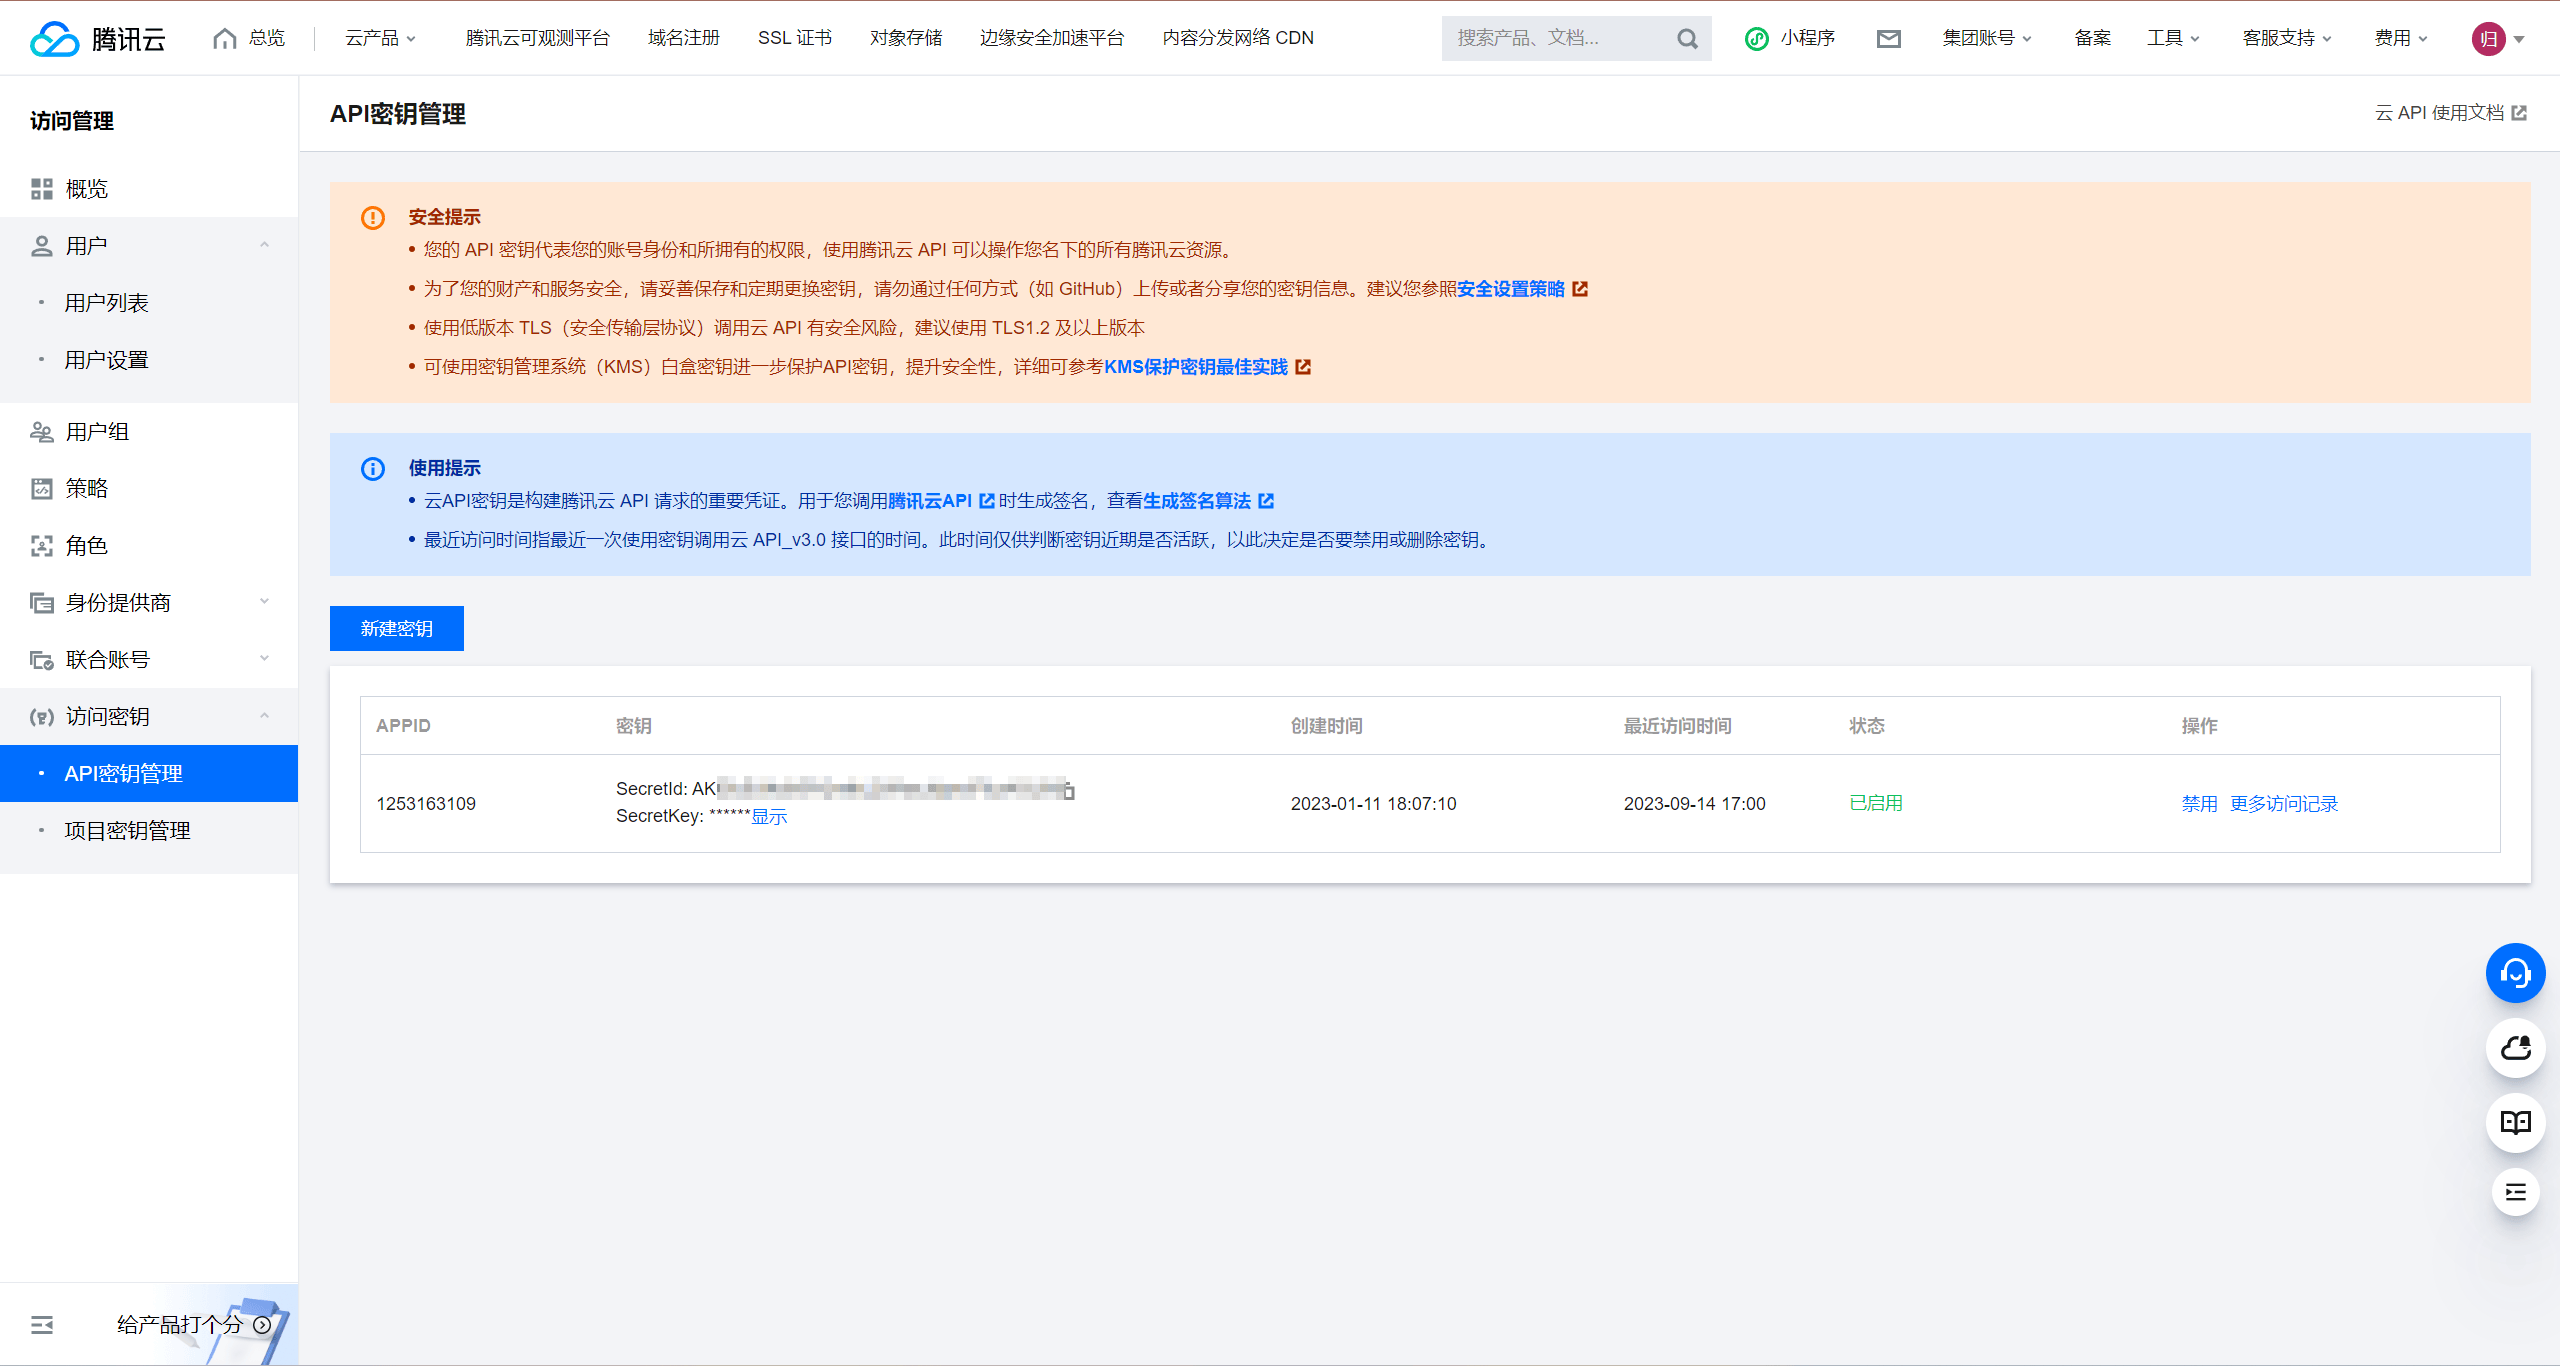 腾讯云 总览 云产品 腾讯云可观测平台 域名注册 SSL 证书 对象存储 边缘安全加速平台 内容分发网络 CDN 搜索产品、文档... 小程序 集团账号 备案 工具 客服支持 费用 归
访问管理
概览
用户
用户列表
用户设置
用户组
策略
角色
身份提供商
联合账号
访问密钥
API密钥管理
项目密钥管理
给产品打个分
API密钥管理
云 API 使用文档
安全提示
• 您的 API 密钥代表您的账号身份和所拥有的权限，使用腾讯云 API 可以操作您名下的所有腾讯云资源。
• 为了您的财产和服务安全，请妥善保存和定期更换密钥，请勿通过任何方式（如 GitHub）上传或者分享您的密钥信息。建议您参照安全设置策略
• 使用低版本 TLS（安全传输层协议）调用云 API 有安全风险，建议使用 TLS1.2 及以上版本
• 可使用密钥管理系统（KMS）白盒密钥进一步保护API密钥，提升安全性，详细可参考KMS保护密钥最佳实践
使用提示
• 云API密钥是构建腾讯云 API 请求的重要凭证。用于您调用腾讯云API 时生成签名，查看生成签名算法
• 最近访问时间指最近一次使用密钥调用云 API_v3.0 接口的时间。此时间仅供判断密钥近期是否活跃，以此决定是否要禁用或删除密钥。
新建密钥
APPID 密钥 创建时间 最近访问时间 状态 操作
1253163109 SecretId: AK 2023-01-11 18:07:10 2023-09-14 17:00 已启用 禁用 更多访问记录
SecretKey: ******显示